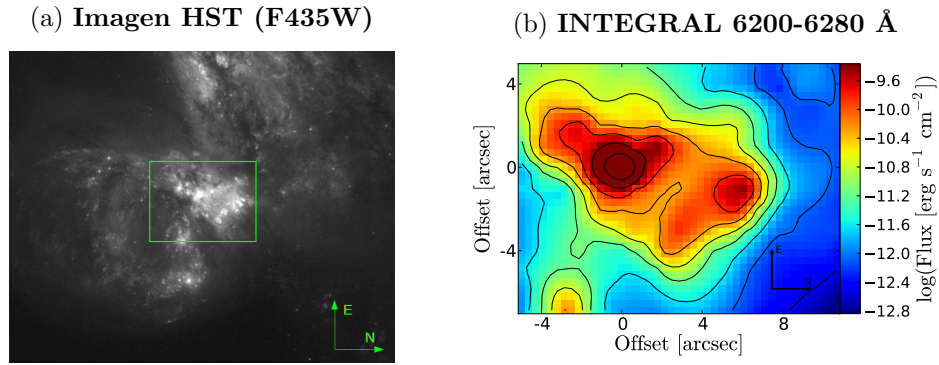 (a) Imagen HST (F435W)
E
N
(b) INTEGRAL 6200-6280 Å
4
0
-4
Offset [arcsec]
-4 0 4 8
Offset [arcsec]
E
N
−9.6
−10.0
−10.4
−10.8
−11.2
−11.6
−12.0
−12.4
−12.8
log(Flux [erg s⁻¹ cm⁻²])